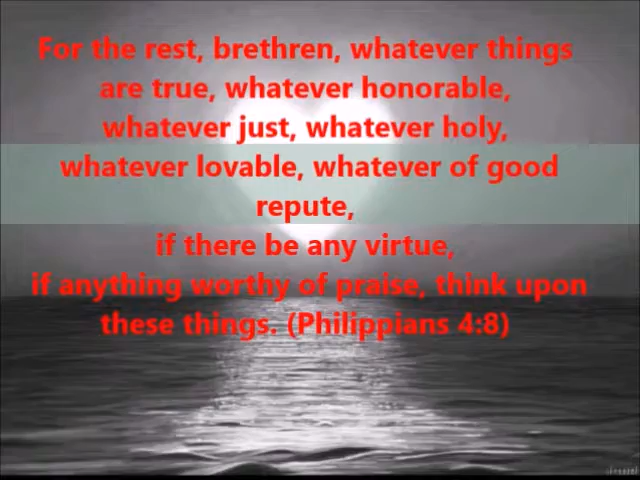 For the rest, brethren, whatever things
are true, whatever honorable,
whatever just, whatever holy,
whatever lovable, whatever of good
repute,
if there be any virtue,
if anything worthy of praise, think upon
these things. (Philippians 4:8)